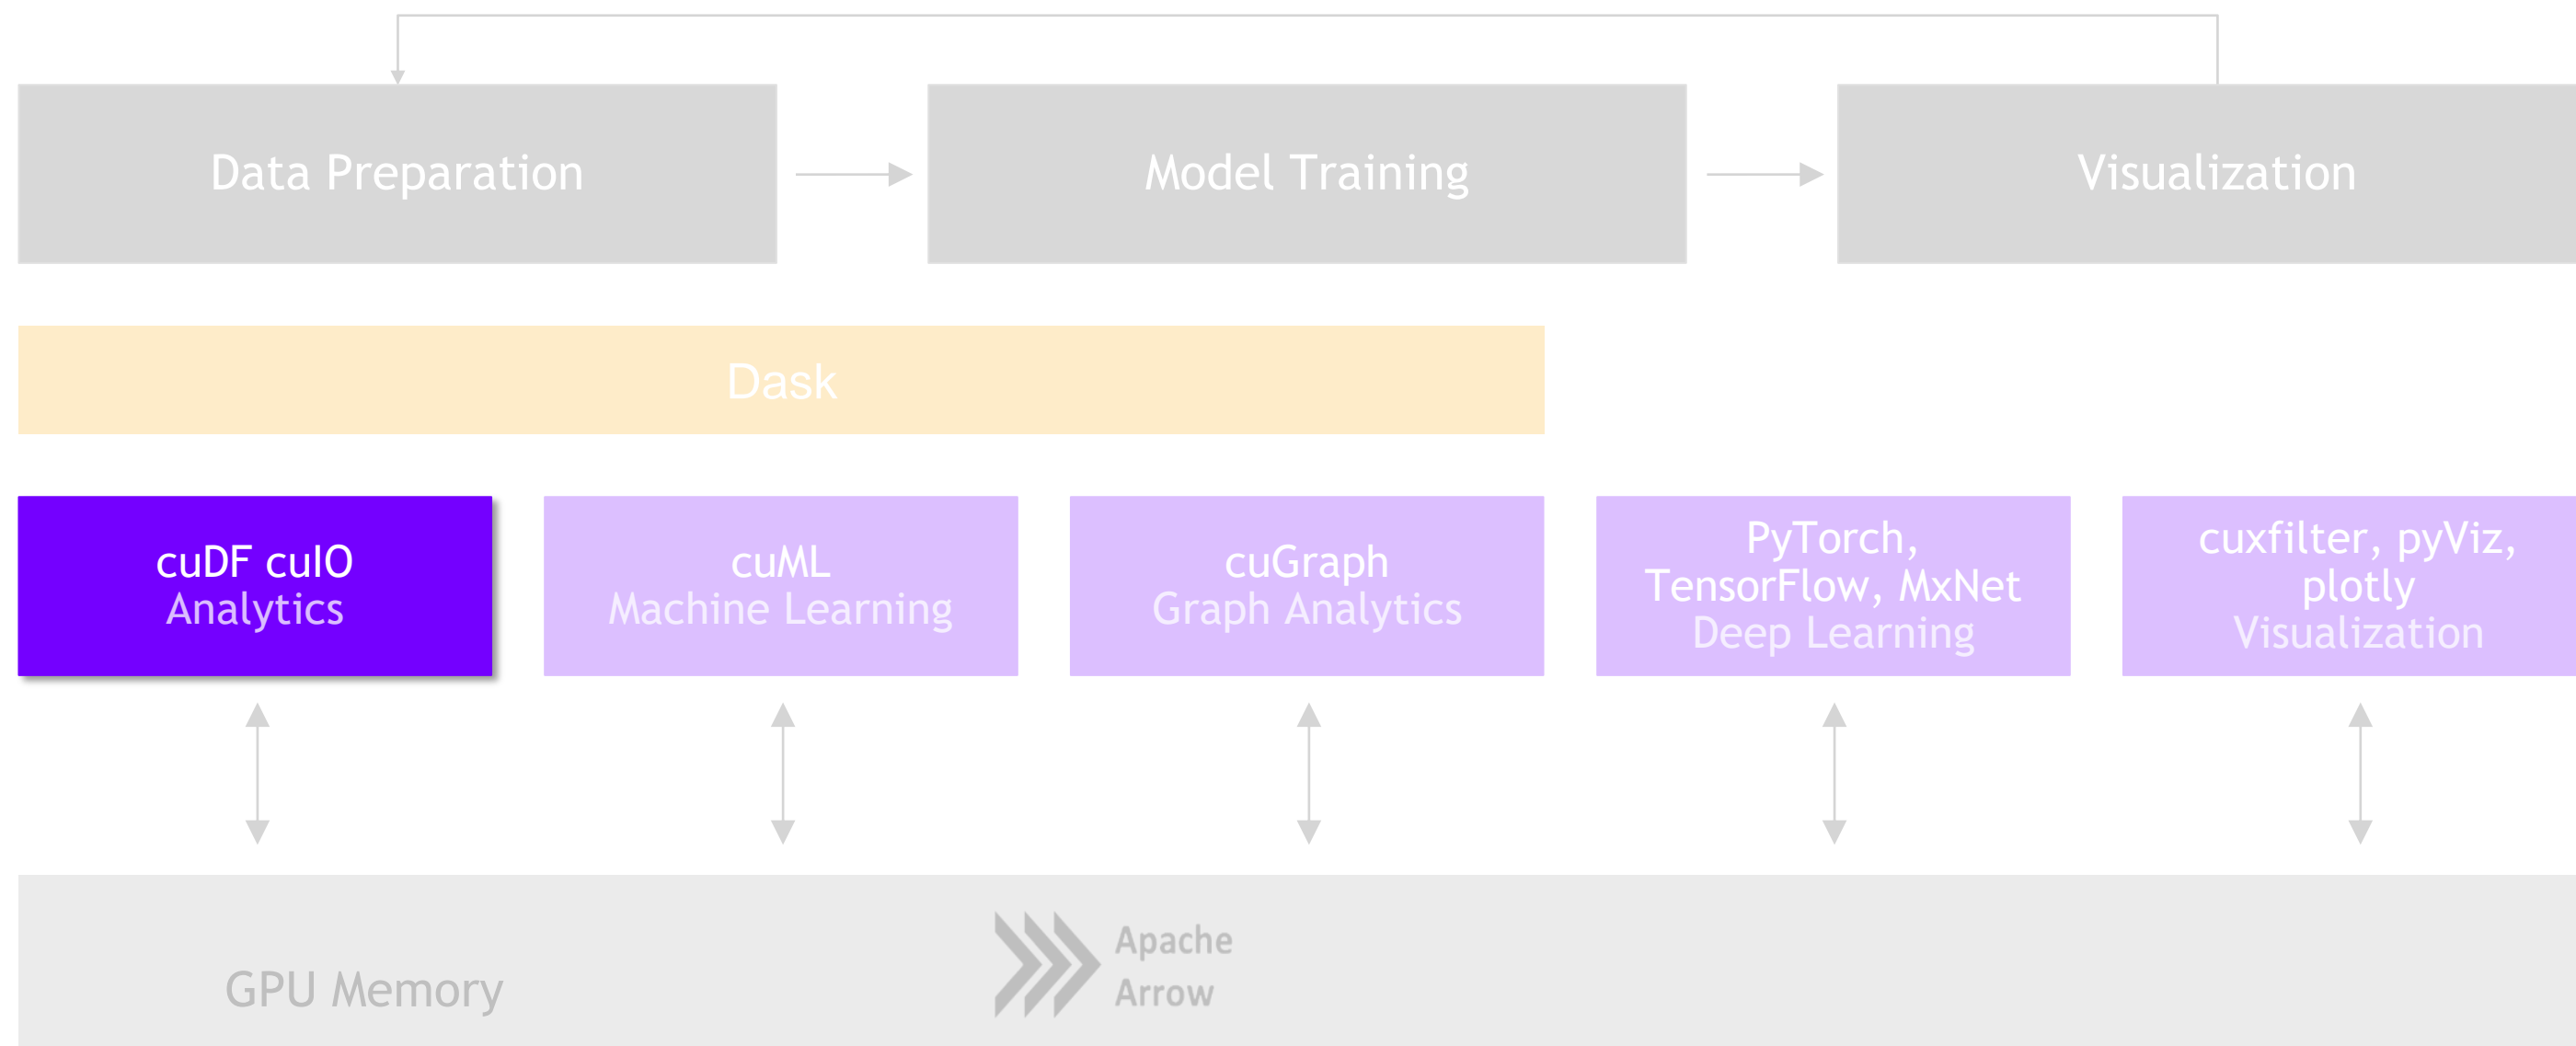 Data Preparation
Model Training
Visualization
Dask
cuDF cuIO
Analytics
cuML
Machine Learning
cuGraph
Graph Analytics
PyTorch,
TensorFlow, MxNet
Deep Learning
cuxfilter, pyViz,
plotly
Visualization
GPU Memory
Apache
Arrow